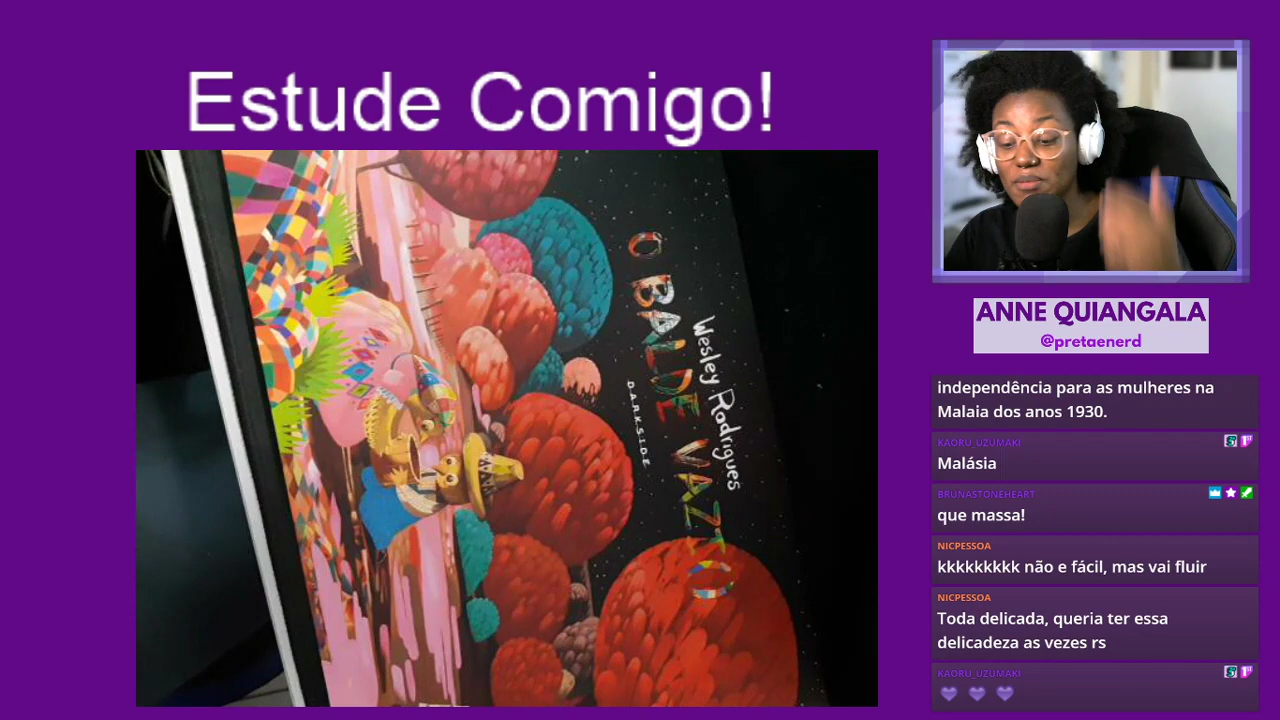 Estude Comigo!
O BALDE VAZIO
Wesley Rodrigues
DARKSIDE
ANNE QUIANGALA
@pretaenerd
independência para as mulheres na
Malaia dos anos 1930.
KAORU_UZUMAKI
Malásia
BRUNASTONEHEART
que massa!
NICPESSOA
kkkkkkkkk não e fácil, mas vai fluir
NICPESSOA
Toda delicada, queria ter essa
delicadeza as vezes rs
KAORU_UZUMAKI